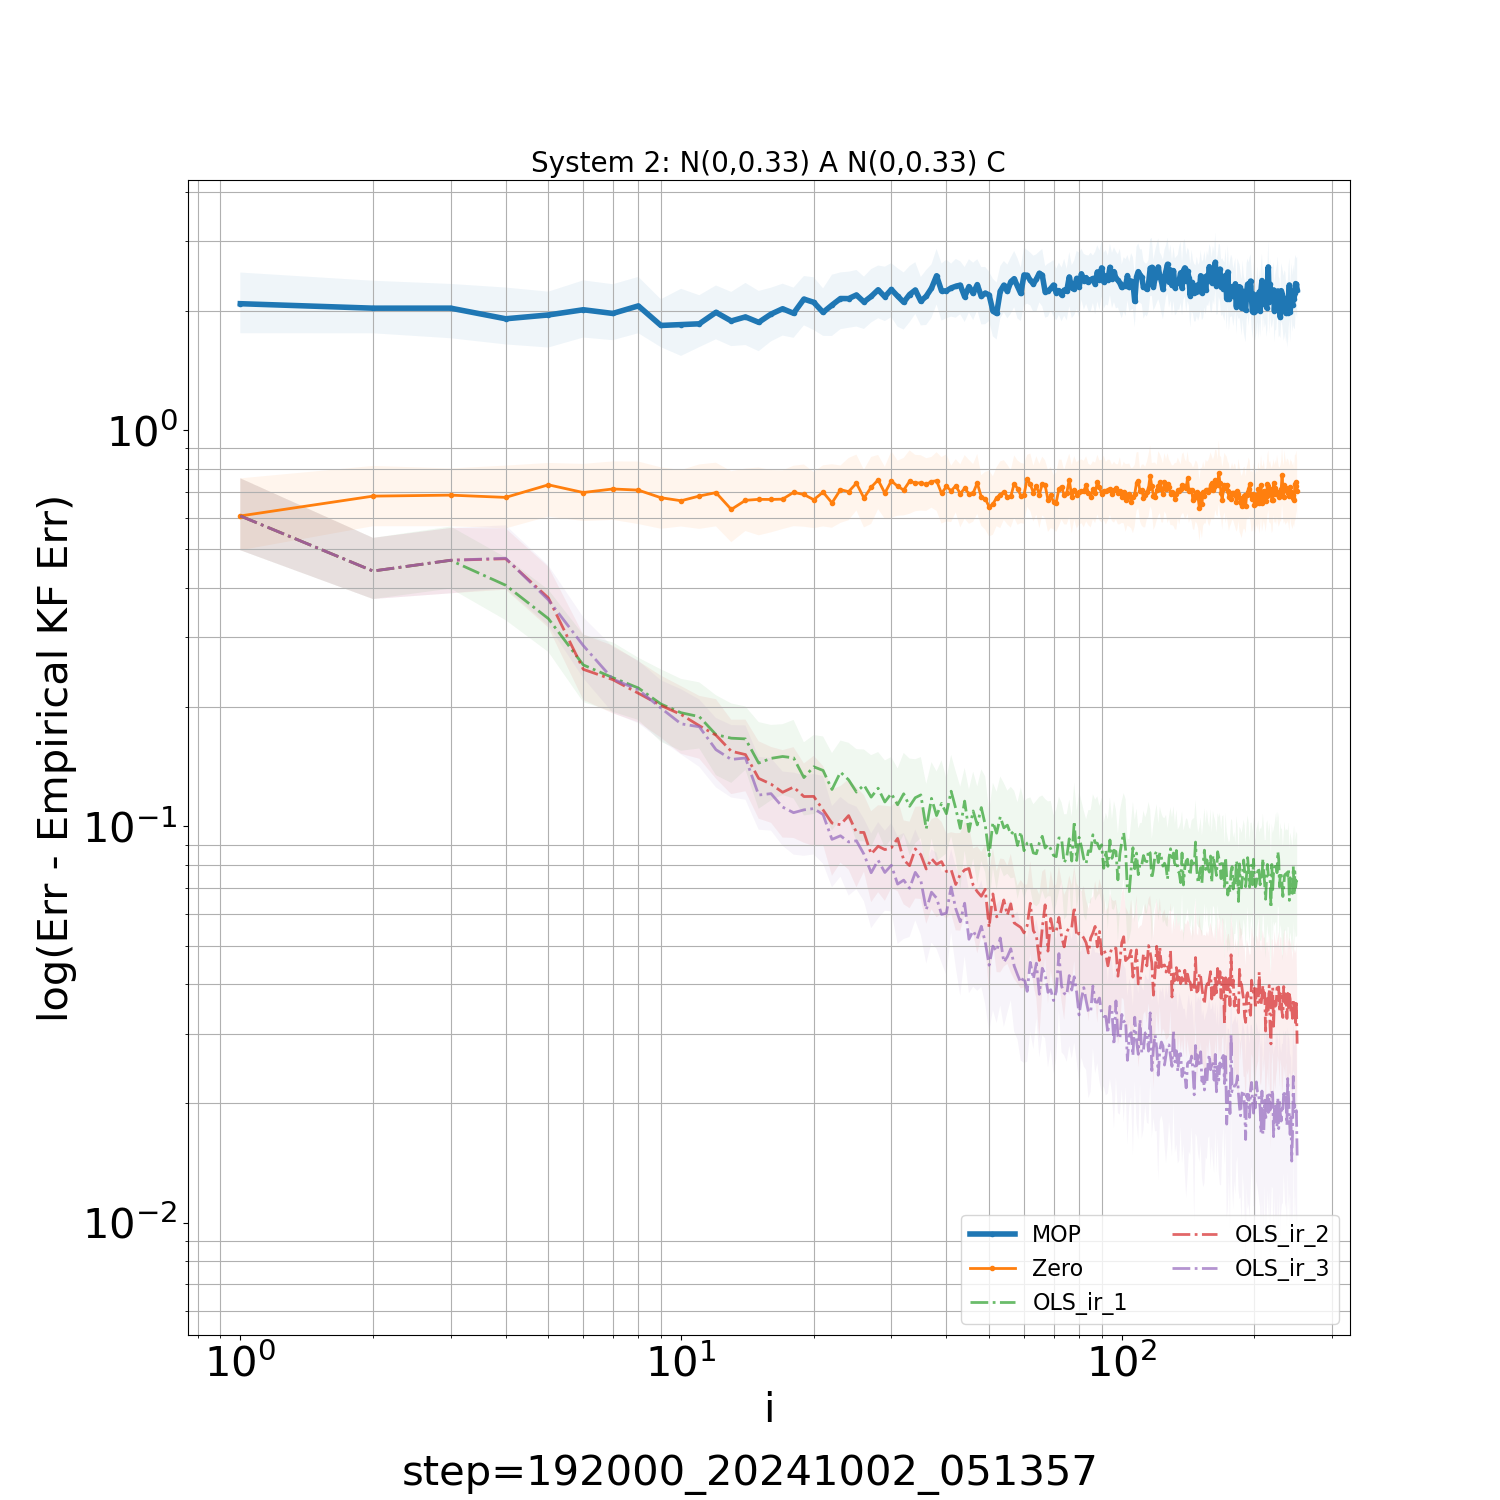 System 2: N(0,0.33) A N(0,0.33) C
log(Err - Empirical KF Err)
10^0
10^-1
10^-2
MOP
Zero
OLS_ir_1
OLS_ir_2
OLS_ir_3
10^0
10^1
10^2
i
step=192000_20241002_051357